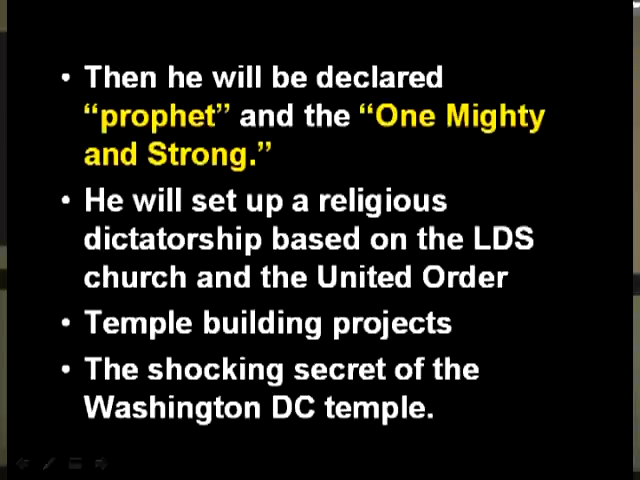 • Then he will be declared
“prophet” and the “One Mighty
and Strong.”
• He will set up a religious
dictatorship based on the LDS
church and the United Order
• Temple building projects
• The shocking secret of the
Washington DC temple.